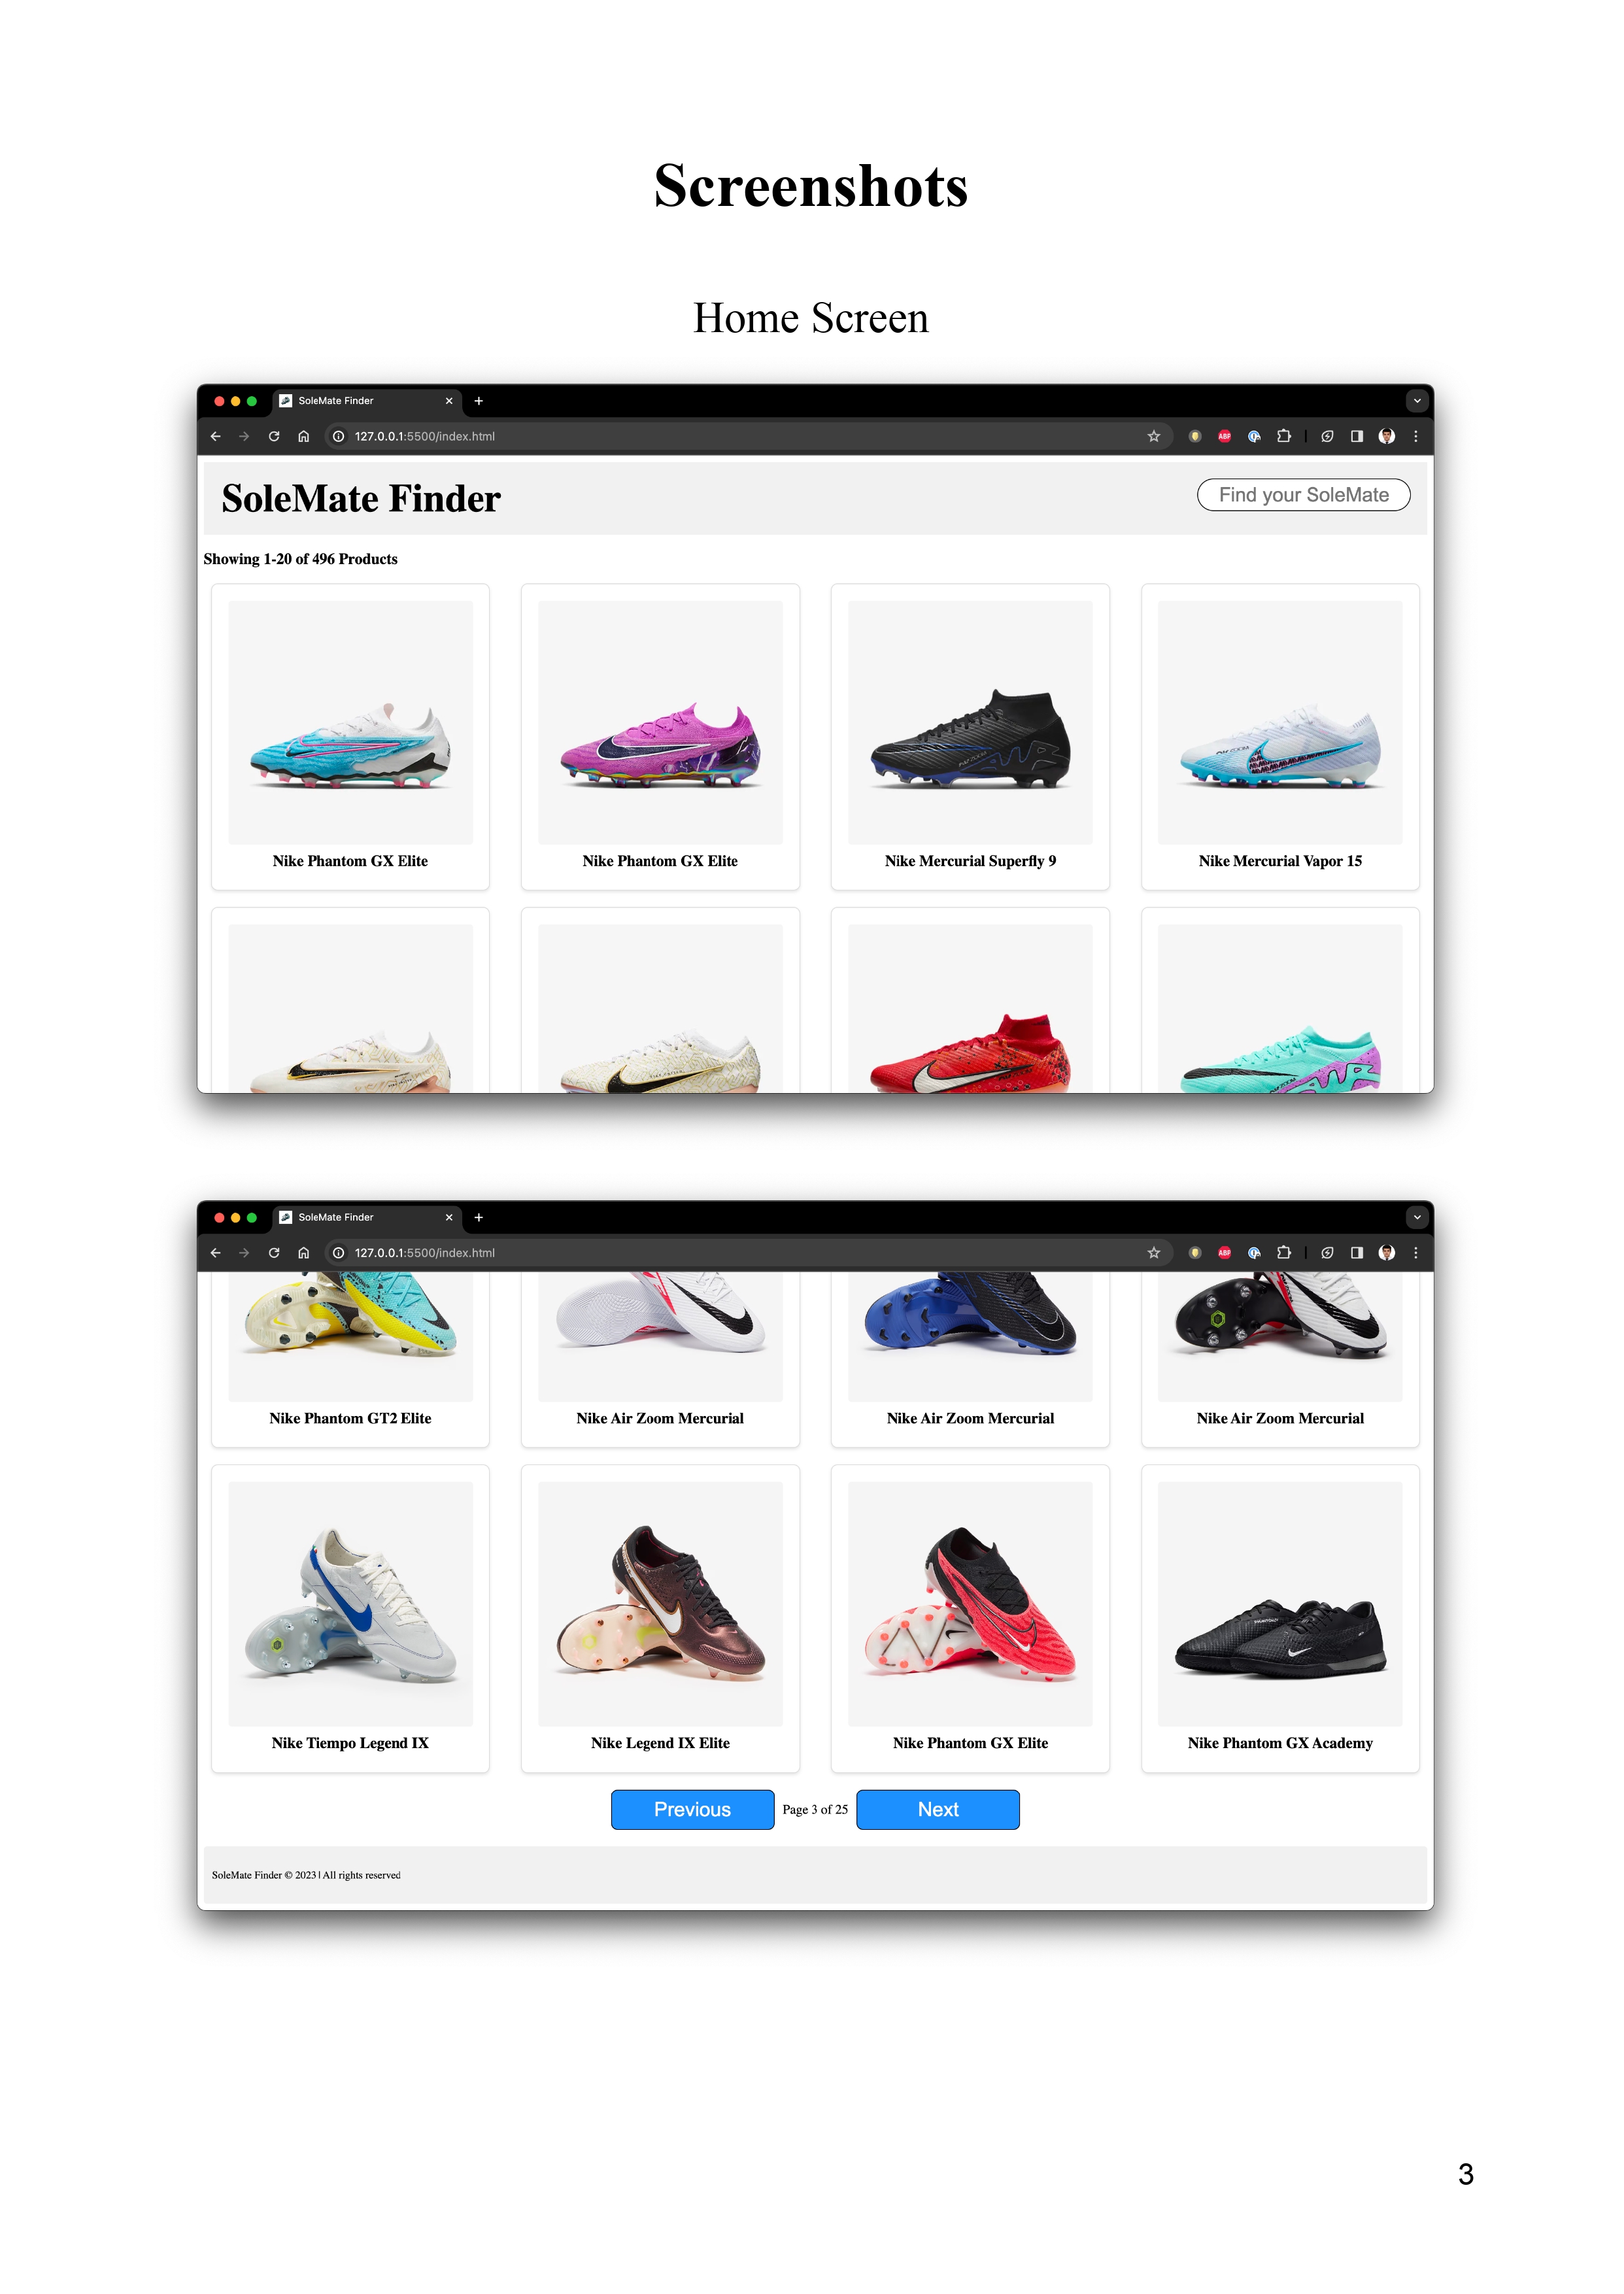 Screenshots
Home Screen
SoleMate Finder
127.0.0.1:5500/index.html
ABP
SoleMate Finder
Find your SoleMate
Showing 1-20 of 496 Products
Nike Phantom GX Elite
Nike Phantom GX Elite
Nike Mercurial Superfly 9
Nike Mercurial Vapor 15
SoleMate Finder
127.0.0.1:5500/index.html
ABP
Nike Phantom GT2 Elite
Nike Air Zoom Mercurial
Nike Air Zoom Mercurial
Nike Air Zoom Mercurial
Nike Tiempo Legend IX
Nike Legend IX Elite
Nike Phantom GX Elite
Nike Phantom GX Academy
Previous
Page 3 of 25
Next
SoleMate Finder © 2023 | All rights reserved
3